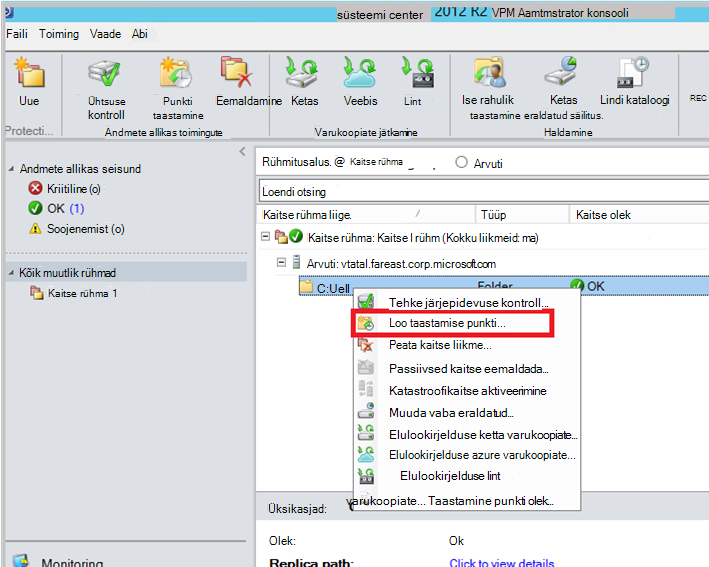 süsteemi center 2012 R2 VPM Aamtmstrator konsooli
Faili Toiming Vaade Abi
Uue Ühtsuse kontroll Punkti taastamine Eemaldamine Ketas Veebis Lint Ise rahulik Ketas Lindi kataloogi REC
taastamine eraldatud säilitus.
Protecti... Andmete allikas toimingute Varukoopiate jätkamine Haldamine
Andmete allikas seisund
Kriitiline (o)
OK (1)
Soojenemist (o)
Kõik muutlik rühmad
Kaitse rühma 1
Monitoring
Rühmitusalus. @ Kaitse rühma Arvuti
Loendi otsing
Kaitse rühma liige. / Tüüp Kaitse olek
Kaitse rühma: Kaitse l rühm (Kokku liikmeid: ma)
Arvuti: vtatal.fareast.corp.microsoft.com
C:Uell Folder OK
Tehke järjepidevuse kontroll...
Loo taastamise punkti...
Peata kaitse liikme...
Passiivsed kaitse eemaldada...
Katastroofikaitse aktiveerimine
Muuda vaba eraldatud...
Elulookirjelduse ketta varukoopiate...
Elulookirjelduse azure varukoopiate...
Elulookirjelduse lint
varukoopiate... Taastamine punkti olek...
Üksikasjad:
Olek: Ok
Replica path: Click to view details